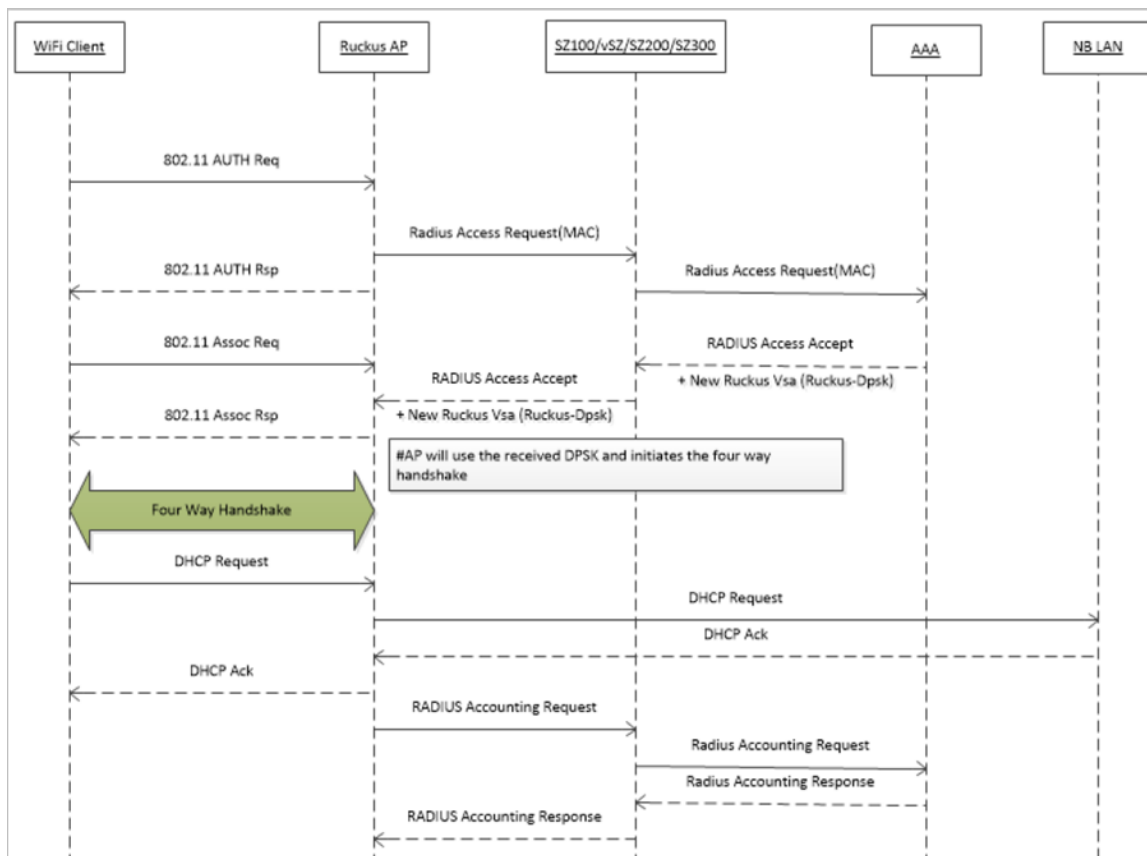 WiFi Client
Ruckus AP
SZ100/vSZ/SZ200/SZ300
AAA
NB LAN
802.11 AUTH Req
Radius Access Request(MAC)
802.11 AUTH Rsp
Radius Access Request(MAC)
802.11 Assoc Req
RADIUS Access Accept
+ New Ruckus Vsa (Ruckus-Dpsk)
RADIUS Access Accept
+ New Ruckus Vsa (Ruckus-Dpsk)
802.11 Assoc Rsp
#AP will use the received DPSK and initiates the four way
handshake
Four Way Handshake
DHCP Request
DHCP Request
DHCP Ack
DHCP Ack
RADIUS Accounting Request
Radius Accounting Request
Radius Accounting Response
RADIUS Accounting Response